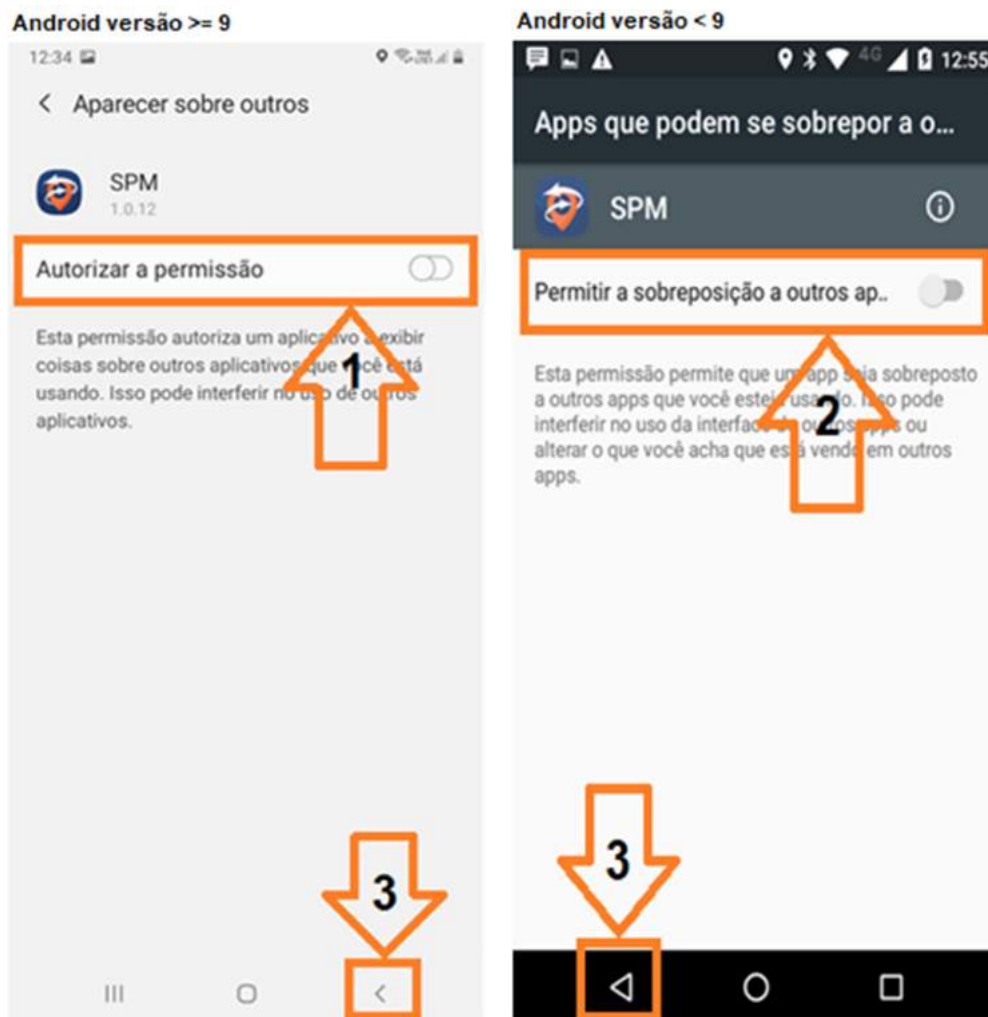 Android versão >= 9
12:34
Aparecer sobre outros
SPM
1.0.12
Autorizar a permissão
Esta permissão autoriza um aplicativo a exibir
coisas sobre outros aplicativos que você está
usando. Isso pode interferir no uso de outros
aplicativos.
1
3
Android versão < 9
4G 12:55
Apps que podem se sobrepor a o...
SPM
Permitir a sobreposição a outros ap..
Esta permissão permite que um app seja sobreposto
a outros apps que você esteja usando. Isso pode
interferir no uso da interface de outros apps ou
alterar o que você acha que está vendo em outros
apps.
2
3